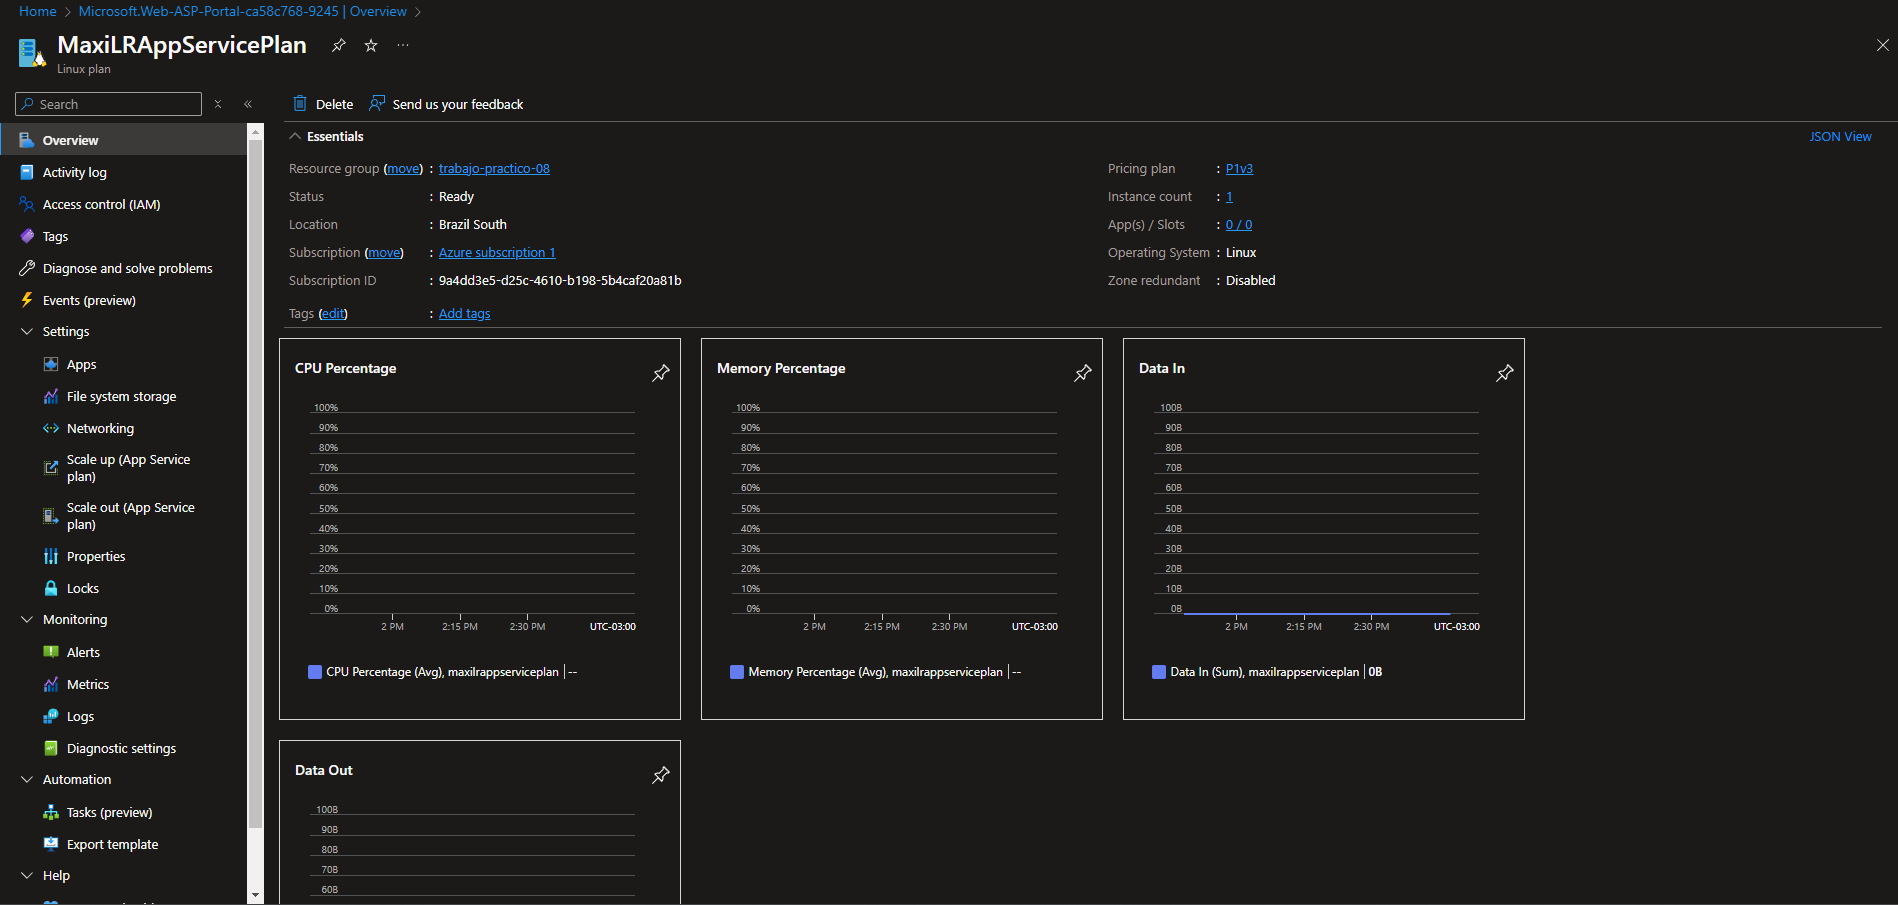 Home > Microsoft.Web-ASP-Portal-ca58c768-9245 | Overview >
MaxiLRAppServicePlan
Linux plan
Search
Delete
Send us your feedback
Overview
Activity log
Access control (IAM)
Tags
Diagnose and solve problems
Events (preview)
Settings
Apps
File system storage
Networking
Scale up (App Service
plan)
Scale out (App Service
plan)
Properties
Locks
Monitoring
Alerts
Metrics
Logs
Diagnostic settings
Automation
Tasks (preview)
Export template
Help
Essentials
JSON View
Resource group (move) : trabajo-practico-08
Status : Ready
Location : Brazil South
Subscription (move) : Azure subscription 1
Subscription ID : 9a4dd3e5-d25c-4610-b198-5b4caf20a81b
Tags (edit) : Add tags
Pricing plan : P1v3
Instance count : 1
App(s) / Slots : 0 / 0
Operating System : Linux
Zone redundant : Disabled
CPU Percentage
100%
90%
80%
70%
60%
50%
40%
30%
20%
10%
0%
2 PM 2:15 PM 2:30 PM UTC-03:00
CPU Percentage (Avg), maxilrappserviceplan | --
Memory Percentage
100%
90%
80%
70%
60%
50%
40%
30%
20%
10%
0%
2 PM 2:15 PM 2:30 PM UTC-03:00
Memory Percentage (Avg), maxilrappserviceplan | --
Data In
100B
90B
80B
70B
60B
50B
40B
30B
20B
10B
0B
2 PM 2:15 PM 2:30 PM UTC-03:00
Data In (Sum), maxilrappserviceplan | 0B
Data Out
100B
90B
80B
70B
60B